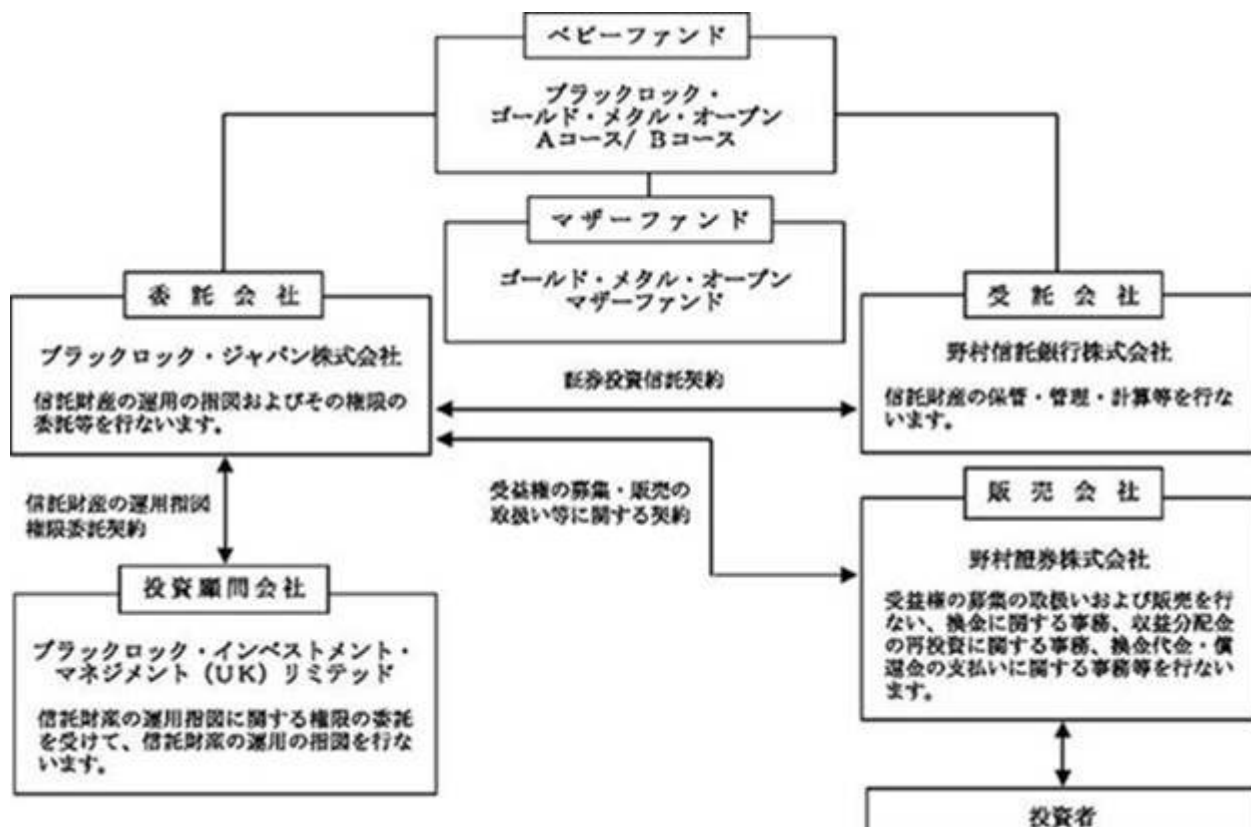 ベビーファンド
ブラックロック・
ゴールド・メタル・オープン
Aコース/ Bコース
マザーファンド
ゴールド・メタル・オープン
マザーファンド
委託会社
ブラックロック・ジャパン株式会社
信託財産の運用の指図およびその権限の
委託等を行ないます。
受託会社
野村信託銀行株式会社
信託財産の保管・管理・計算等を行な
います。
証券投資信託契約
信託財産の運用指図
権限委託契約
受益権の募集・販売の
取扱い等に関する契約
販売会社
野村證券株式会社
受益権の募集の取扱いおよび販売を行
ない、換金に関する事務、収益分配金
の再投資に関する事務、換金代金・償
還金の支払いに関する事務等を行ない
ます。
投資顧問会社
ブラックロック・インベストメント・
マネジメント（UK）リミテッド
信託財産の運用指図に関する権限の委託
を受けて、信託財産の運用の指図を行な
います。
投資者